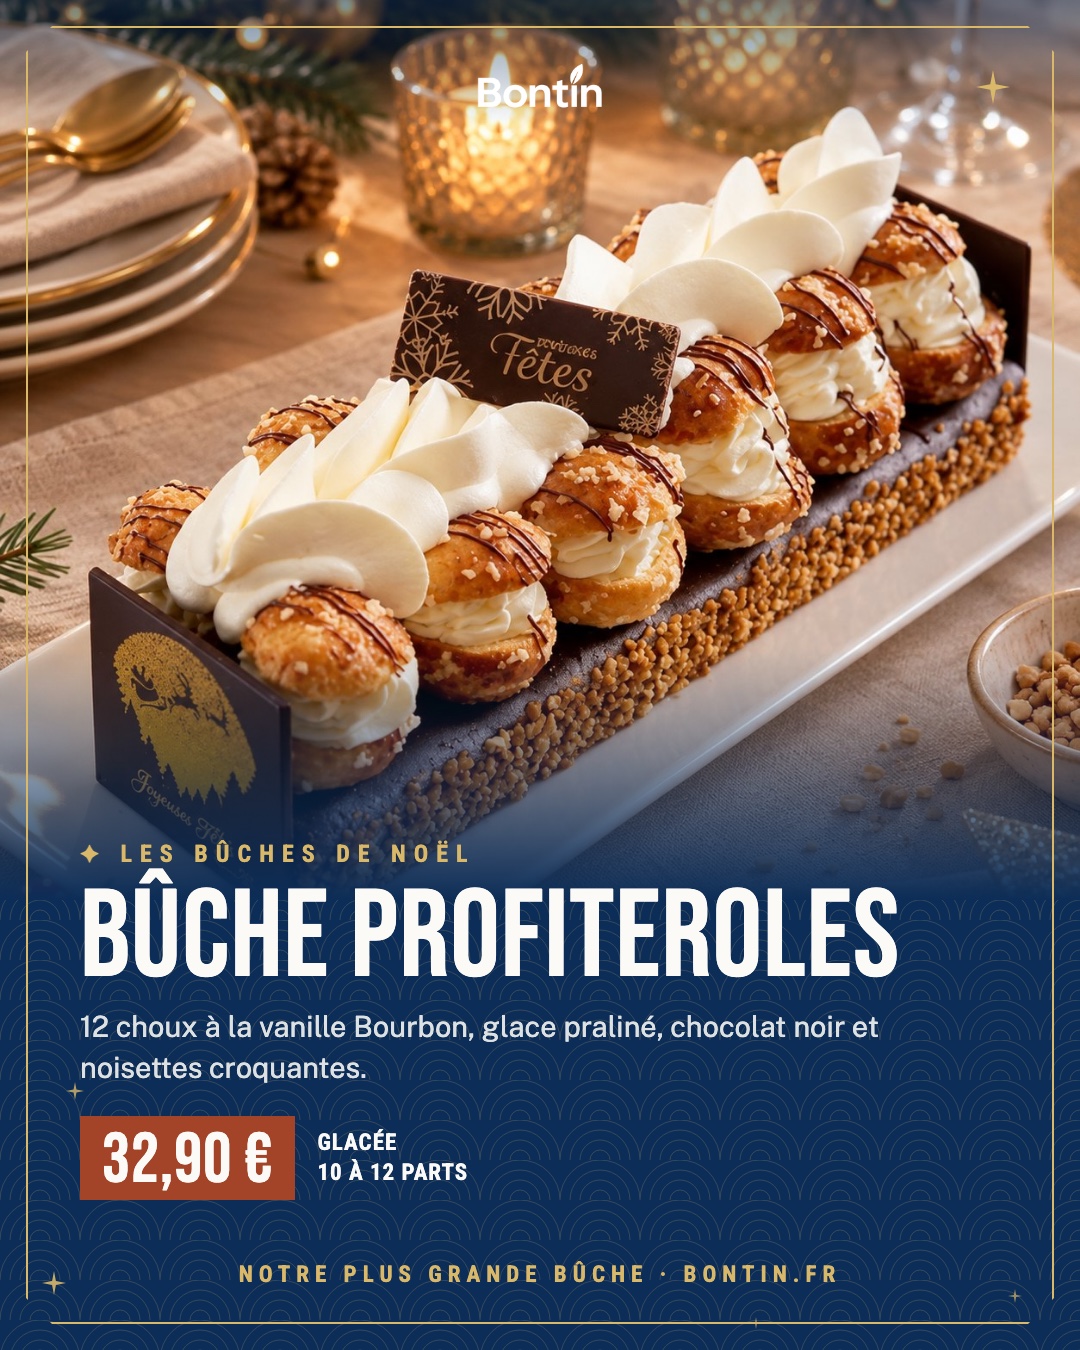 Bontin
Fêtes
Joyeuses
✦ LES BÛCHES DE NOËL
BÛCHE PROFITEROLES
12 choux à la vanille Bourbon, glace praliné, chocolat noir et
noisettes croquantes.
32,90 €
GLACÉE
10 À 12 PARTS
NOTRE PLUS GRANDE BÛCHE · BONTIN.FR